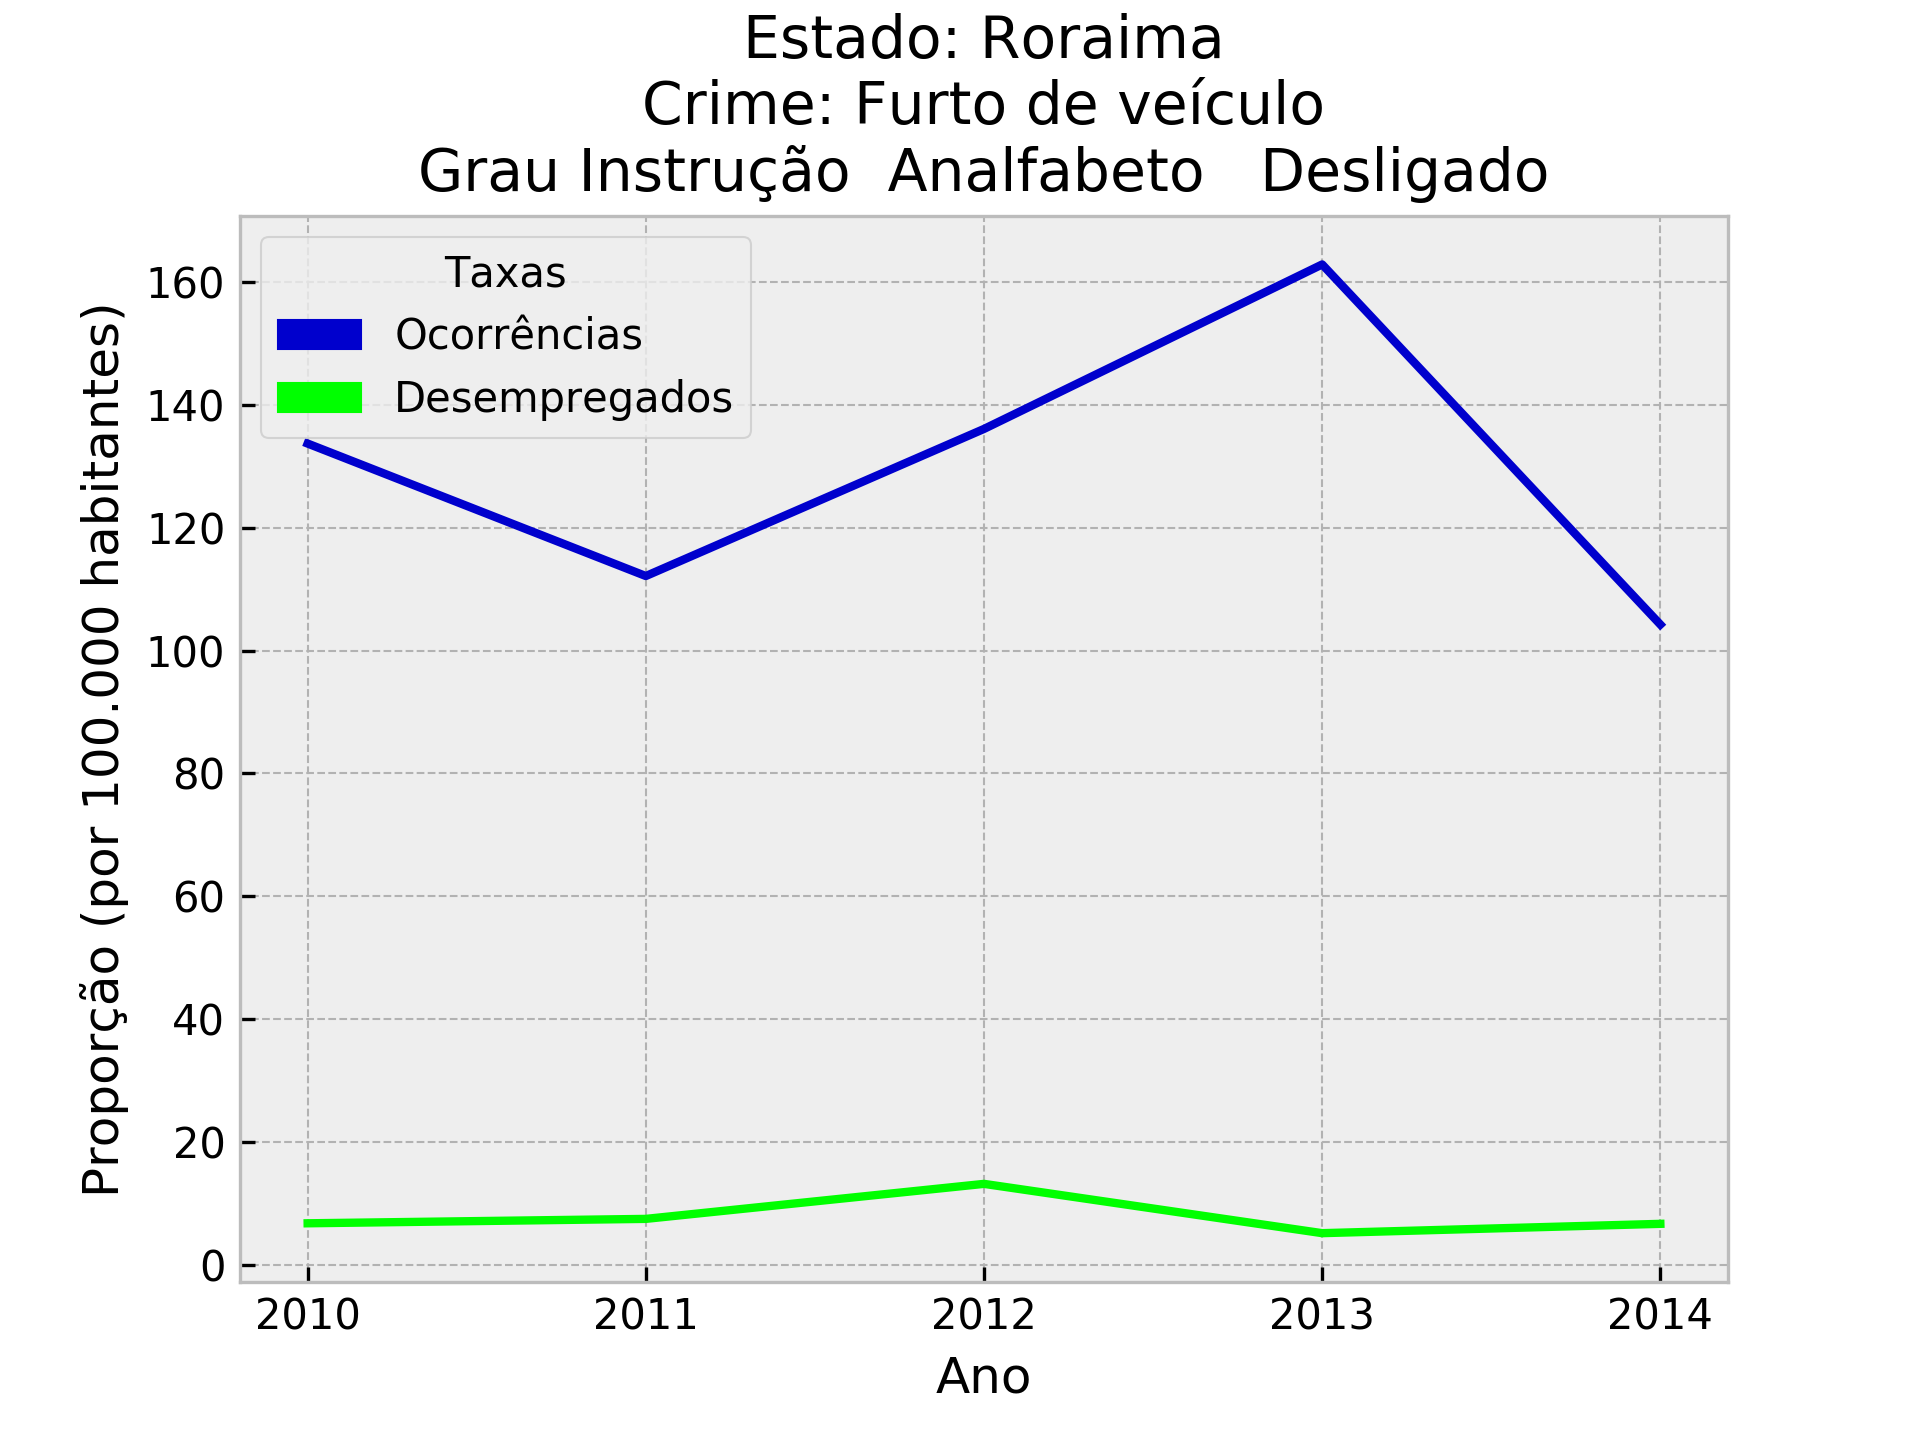 Estado: Roraima
Crime: Furto de veículo
Grau Instrução  Analfabeto   Desligado
Taxas
Ocorrências
Desempregados
Proporção (por 100.000 habitantes)
160
140
120
100
80
60
40
20
0
2010 2011 2012 2013 2014
Ano